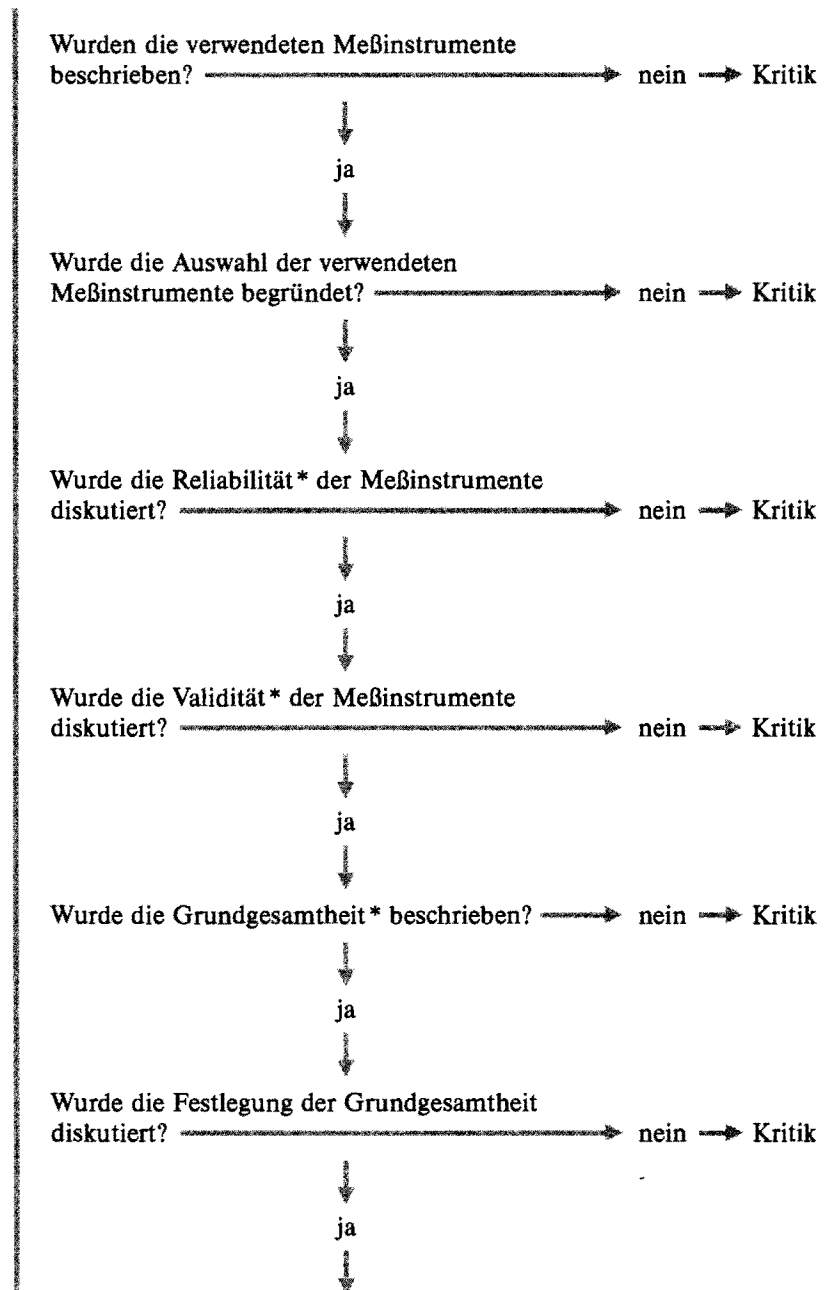 Wurden die verwendeten Meßinstrumente
beschrieben? nein Kritik
ja
Wurde die Auswahl der verwendeten
Meßinstrumente begründet? nein Kritik
ja
Wurde die Reliabilität* der Meßinstrumente
diskutiert? nein Kritik
ja
Wurde die Validität* der Meßinstrumente
diskutiert? nein Kritik
ja
Wurde die Grundgesamtheit* beschrieben? nein Kritik
ja
Wurde die Festlegung der Grundgesamtheit
diskutiert? nein Kritik
ja